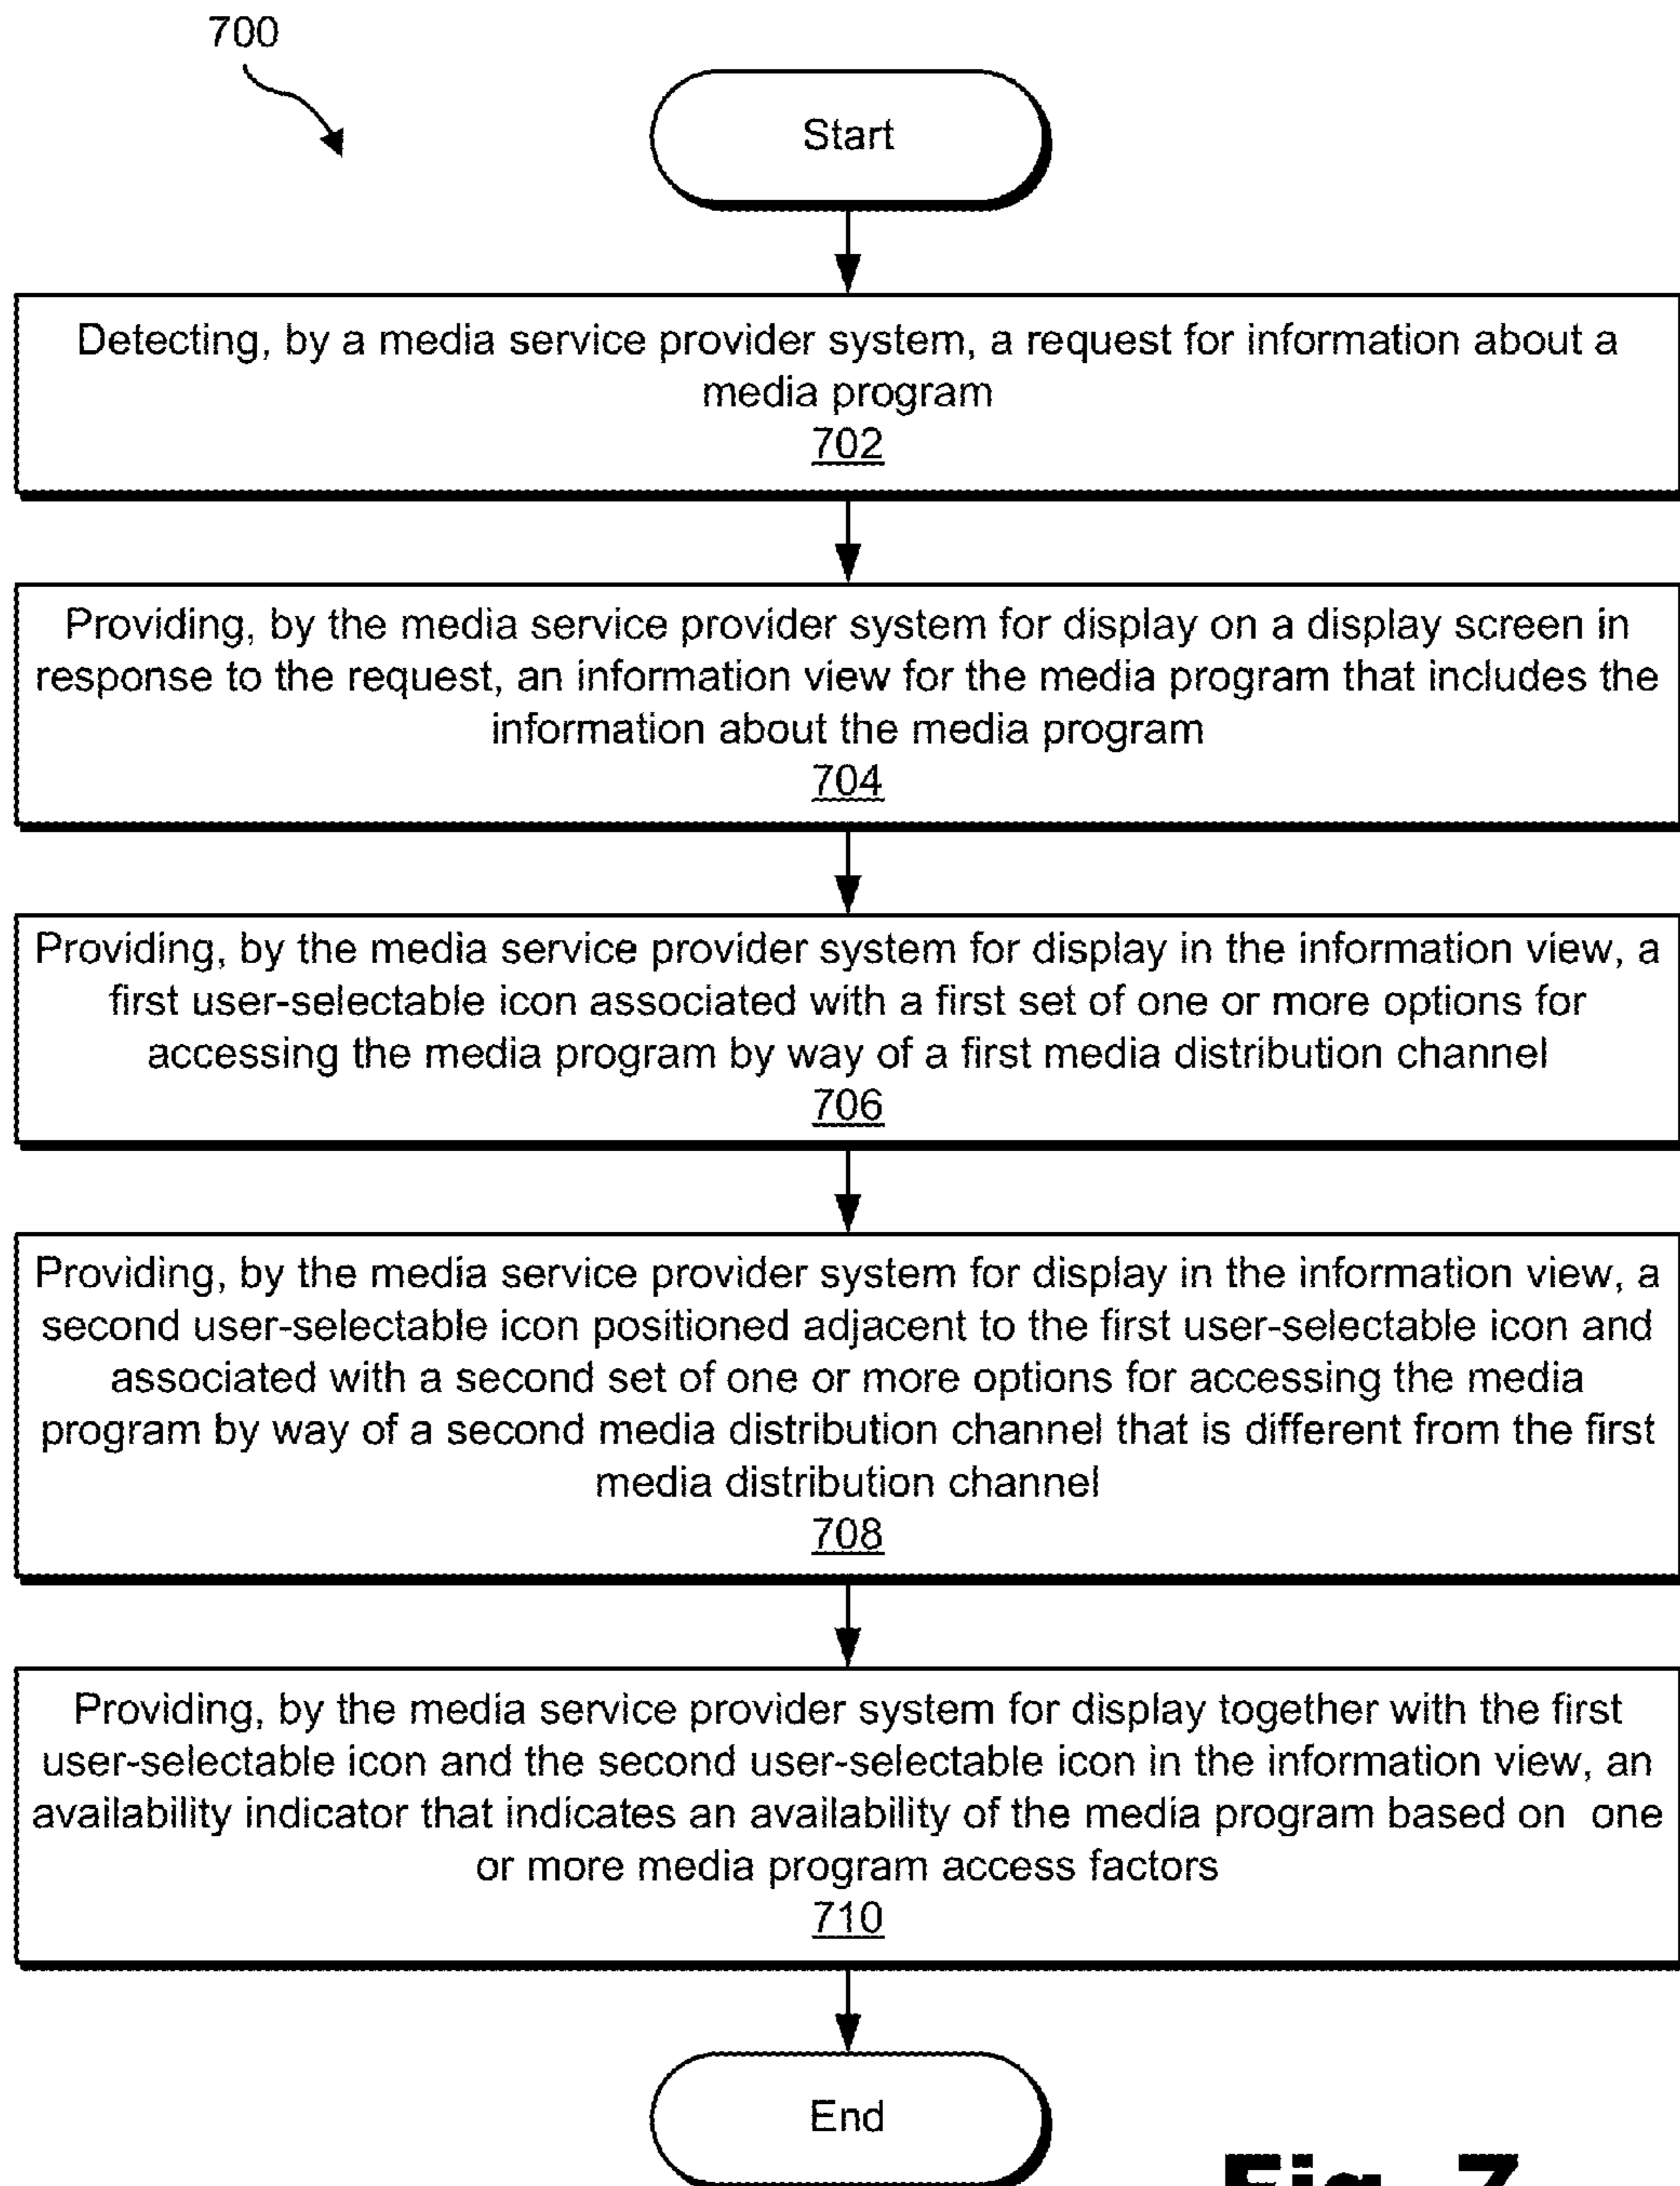 700
Start
Detecting, by a media service provider system, a request for information about a
media program
702
Providing, by the media service provider system for display on a display screen in
response to the request, an information view for the media program that includes the
information about the media program
704
Providing, by the media service provider system for display in the information view, a
first user-selectable icon associated with a first set of one or more options for
accessing the media program by way of a first media distribution channel
706
Providing, by the media service provider system for display in the information view, a
second user-selectable icon positioned adjacent to the first user-selectable icon and
associated with a second set of one or more options for accessing the media
program by way of a second media distribution channel that is different from the first
media distribution channel
708
Providing, by the media service provider system for display together with the first
user-selectable icon and the second user-selectable icon in the information view, an
availability indicator that indicates an availability of the media program based on one
or more media program access factors
710
End
Fig. 7